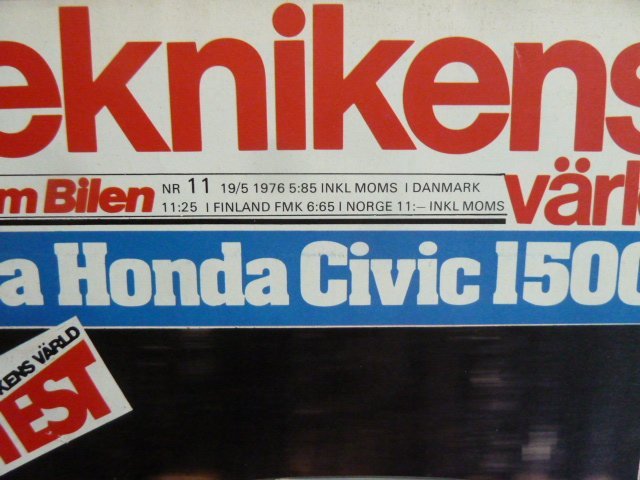 eknikens
m Bilen NR 11 19/5 1976 5:85 INKL MOMS I DANMARK
11:25 I FINLAND FMK 6:65 I NORGE 11:– INKL MOMS värl
a Honda Civic 1500
KENS VÄRLD
TEST